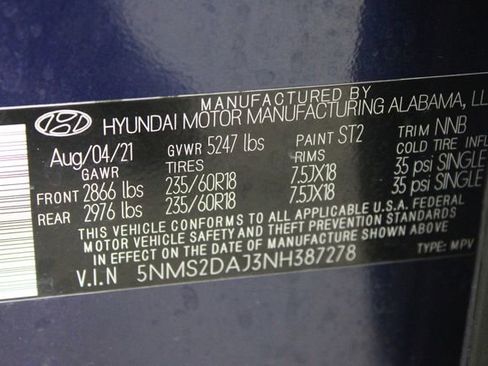 MANUFACTURED BY
HYUNDAI MOTOR MANUFACTURING ALABAMA, LL
Aug/04/21 GVWR 5247 lbs PAINT ST2 TRIM NNB
GAWR TIRES RIMS COLD TIRE IN
FRONT 2866 lbs 235/60R18 7.5JX18 35 psi SINGLE
REAR 2976 lbs 235/60R18 7.5JX18 35 psi SINGLE
THIS VEHICLE CONFORMS TO ALL APPLICABLE U.S.A FEDERAL
MOTOR VEHICLE SAFETY AND THEFT PREVENTION STANDARDS
IN EFFECT ON THE DATE OF MANUFACTURE SHOWN ABOVE.
V.I.N 5NMS2DAJ3NH387278 TYPE: MPV